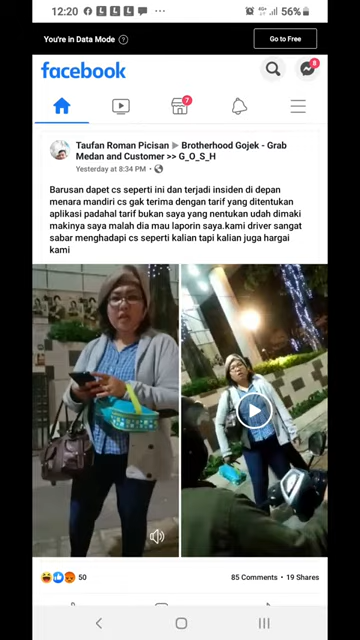 12:20
56%
You're in Data Mode ?
Go to Free
facebook
8
7
Taufan Roman Picisan ▶ Brotherhood Gojek - Grab
Medan and Customer >> G_O_S_H
Yesterday at 8:34 PM •
Barusan dapet cs seperti ini dan terjadi insiden di depan
menara mandiri cs gak terima dengan tarif yang ditentukan
aplikasi padahal tarif bukan saya yang nentukan udah dimaki
makinya saya malah dia mau laporin saya.kami driver sangat
sabar menghadapi cs seperti kalian tapi kalian juga hargai
kami
50
85 Comments • 19 Shares